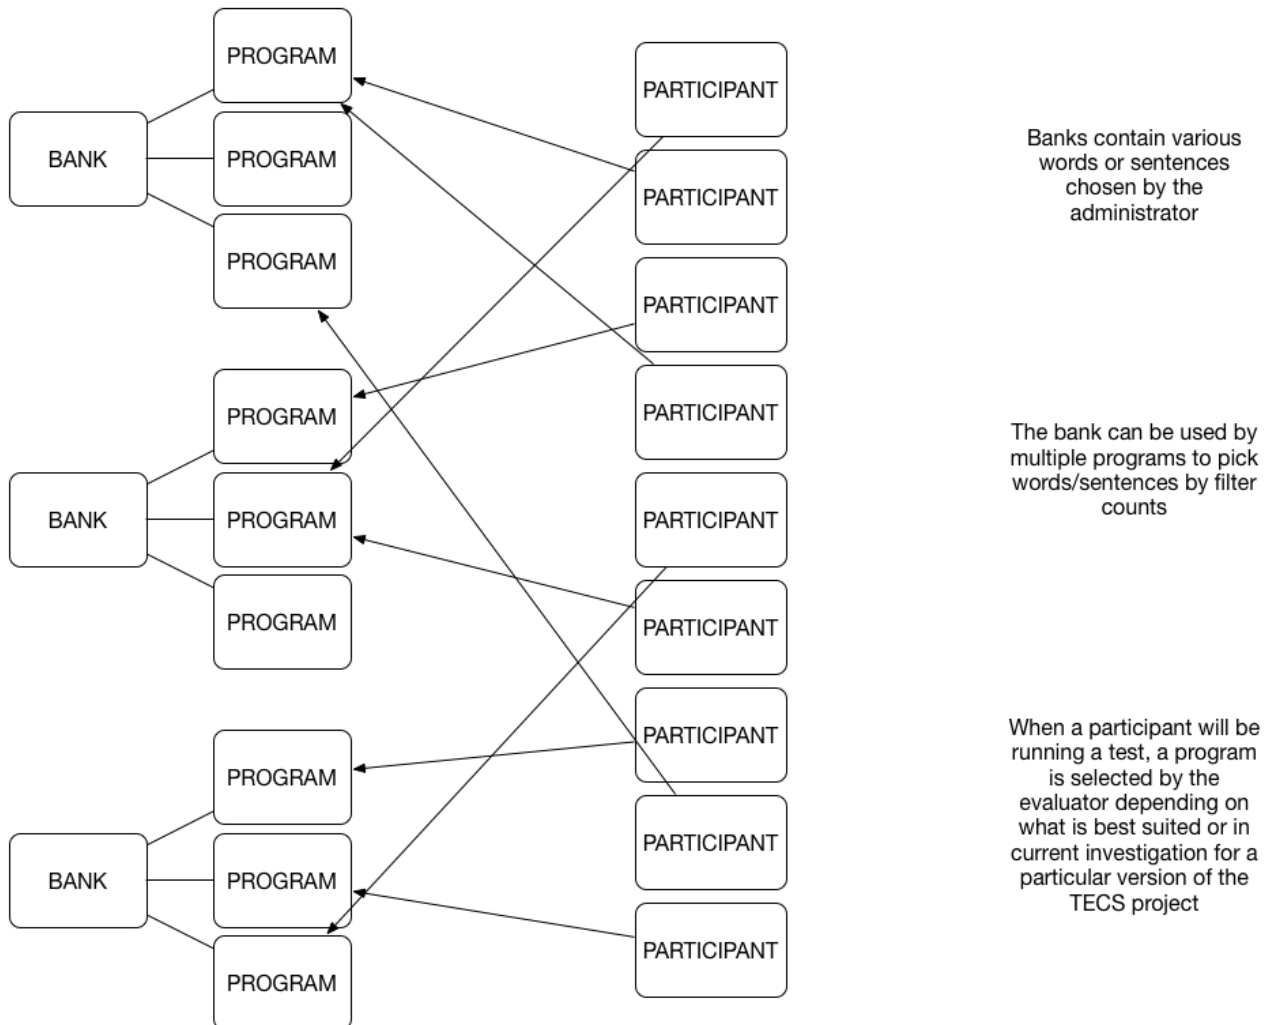 PROGRAM
PROGRAM
PROGRAM
BANK
PROGRAM
PROGRAM
PROGRAM
BANK
PROGRAM
PROGRAM
PROGRAM
BANK
PARTICIPANT
PARTICIPANT
PARTICIPANT
PARTICIPANT
PARTICIPANT
PARTICIPANT
PARTICIPANT
PARTICIPANT
PARTICIPANT
Banks contain various
words or sentences
chosen by the
administrator
The bank can be used by
multiple programs to pick
words/sentences by filter
counts
When a participant will be
running a test, a program
is selected by the
evaluator depending on
what is best suited or in
current investigation for a
particular version of the
TECS project